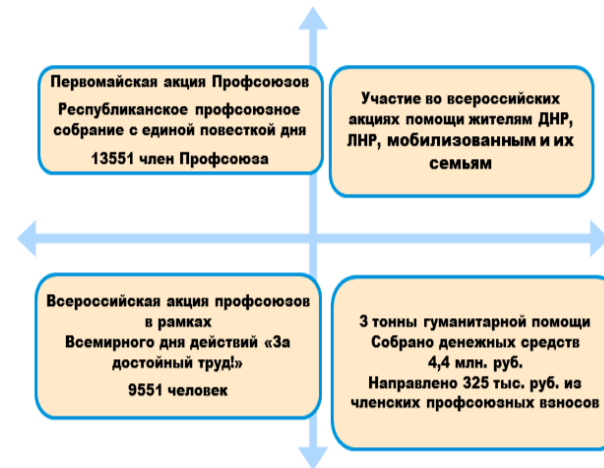 Первомайская акция Профсоюзов
Республиканское профсоюзное
собрание с единой повесткой дня
13551 член Профсоюза
Участие во всероссийских
акциях помощи жителям ДНР,
ЛНР, мобилизованным и их
семьям
Всероссийская акция профсоюзов
в рамках
Всемирного дня действий «За
достойный труд!»
9551 человек
3 тонны гуманитарной помощи
Собрано денежных средств
4,4 млн. руб.
Направлено 325 тыс. руб. из
членских профсоюзных взносов